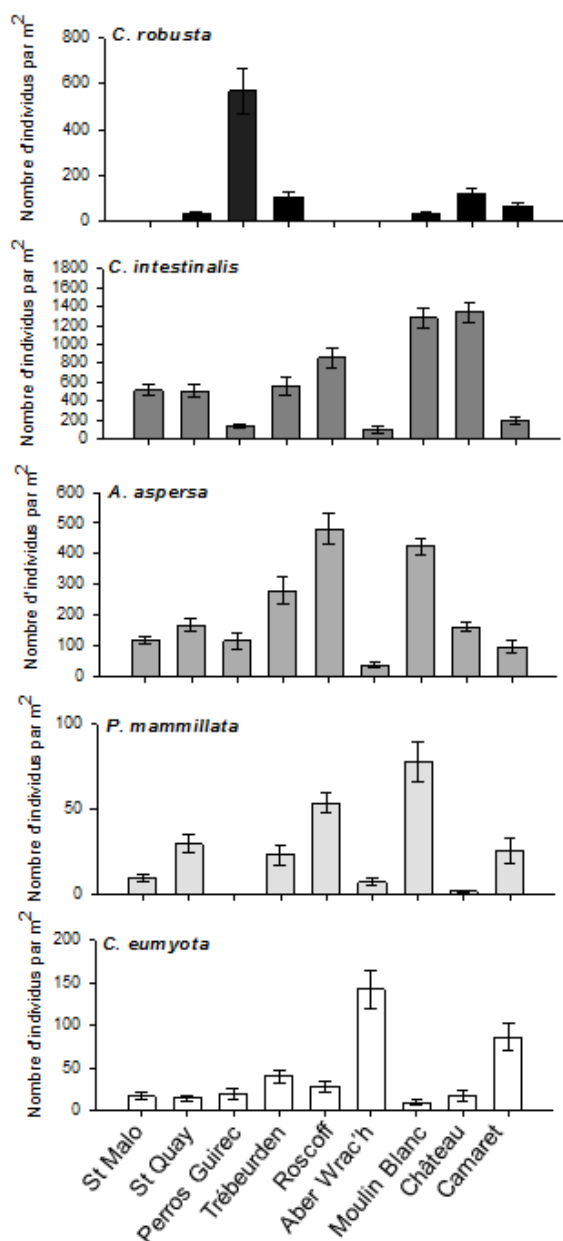 C. robusta
Nombre d'individus par m²
800
600
400
200
0
C. intestinalis
Nombre d'individus par m²
1800
1600
1400
1200
1000
800
600
400
200
0
A. aspersa
Nombre d'individus par m²
600
500
400
300
200
100
0
P. mammillata
Nombre d'individus par m²
100
50
0
C. eumyota
Nombre d'individus par m²
200
150
100
50
0
St Malo
St Quay
Perros Guirec
Trébeurden
Roscoff
Aber Wrac'h
Moulin Blanc
Château
Camaret